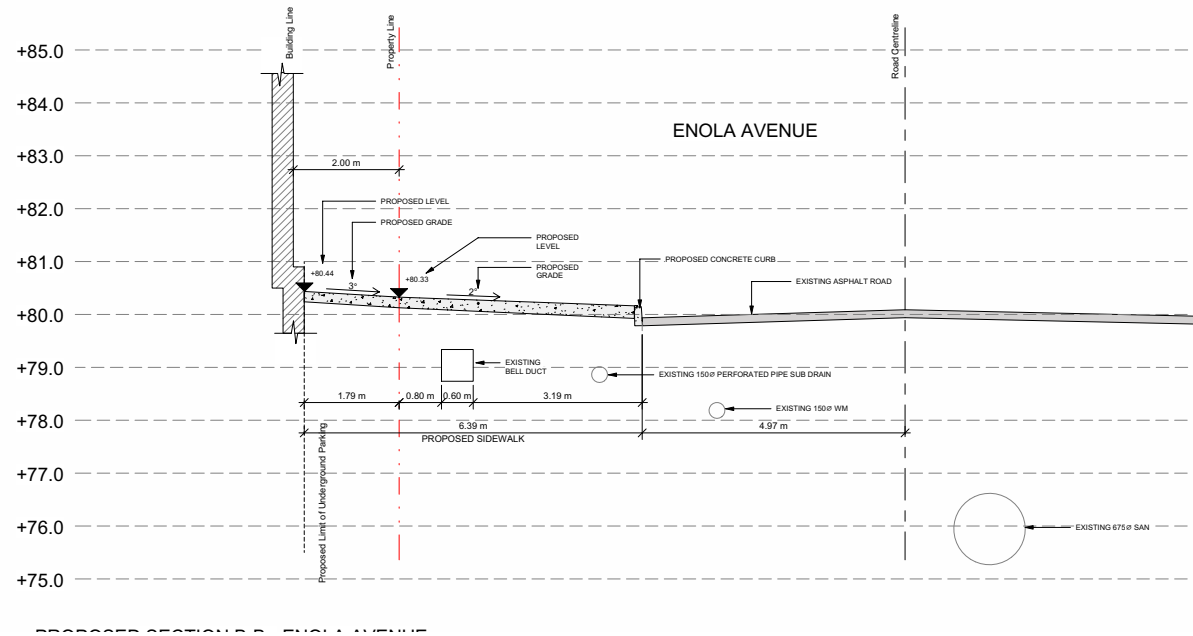 Building Line
Property Line
Road Centreline
+85.0
+84.0
ENOLA AVENUE
+83.0
2.00 m
+82.0
PROPOSED LEVEL
PROPOSED GRADE
PROPOSED
LEVEL
+81.0
PROPOSED CONCRETE CURB
+80.44
+80.33
PROPOSED
GRADE
EXISTING ASPHALT ROAD
3°
2°
+80.0
+79.0
EXISTING
BELL DUCT
EXISTING 150Ø PERFORATED PIPE SUB DRAIN
1.79 m
0.80 m
0.60 m
3.19 m
EXISTING 150Ø WM
+78.0
6.39 m
4.97 m
PROPOSED SIDEWALK
Proposed Limit of Underground Parking
+77.0
+76.0
EXISTING 675Ø SAN
+75.0